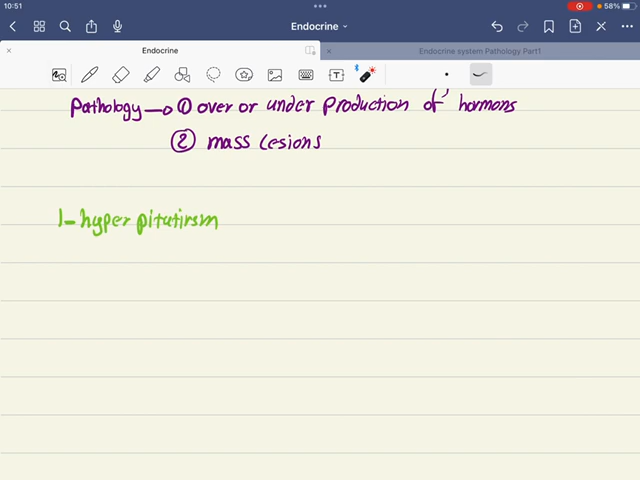 10:51
58%
Endocrine
Endocrine
Endocrine system Pathology Part1
Pathology → ① over or under production of hormons
② mass lesions
1- hyper pitutirsm